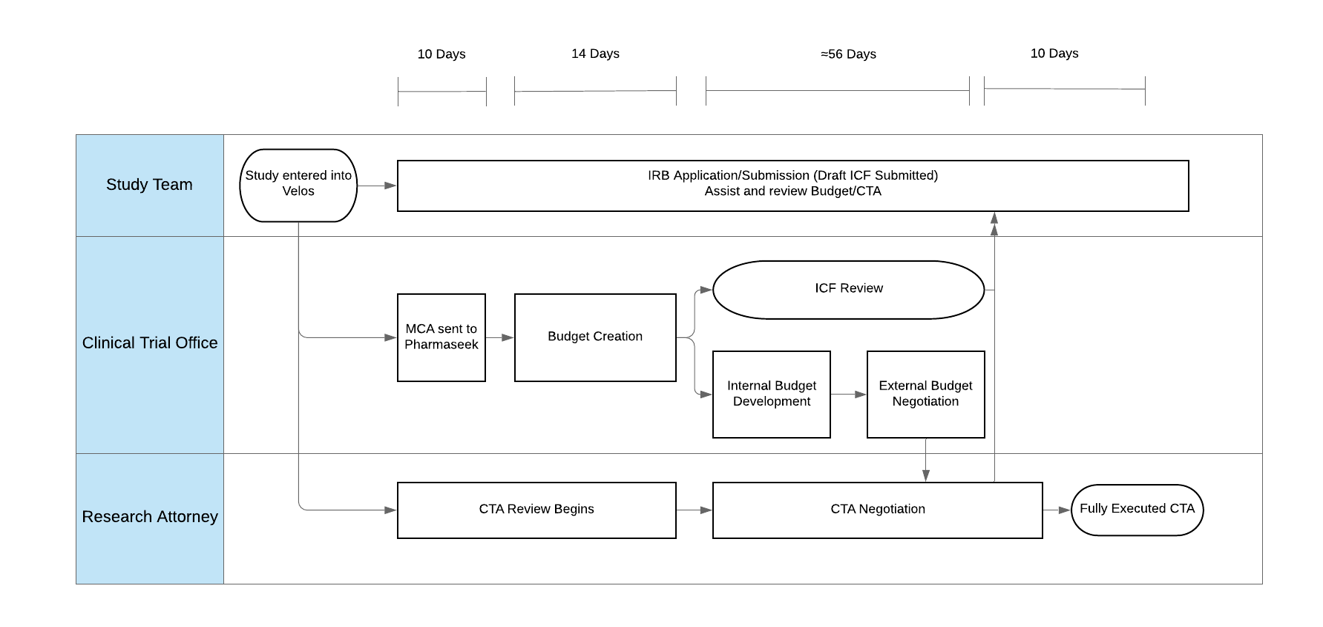 10 Days
14 Days
≈56 Days
10 Days
Study Team
Study entered into
Velos
IRB Application/Submission (Draft ICF Submitted)
Assist and review Budget/CTA
Clinical Trial Office
MCA sent to
Pharmaseek
Budget Creation
ICF Review
Internal Budget
Development
External Budget
Negotiation
Research Attorney
CTA Review Begins
CTA Negotiation
Fully Executed CTA